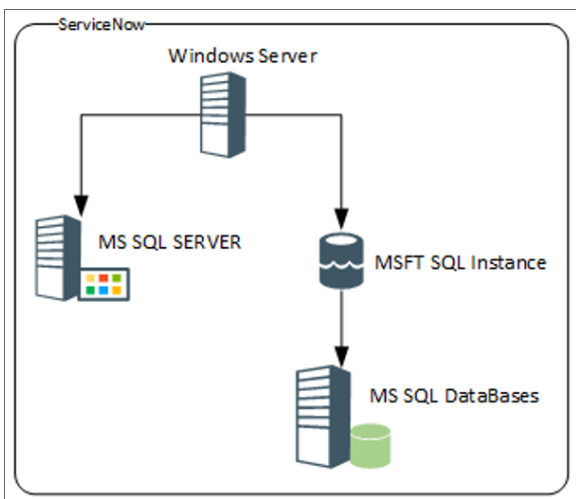 ServiceNow
Windows Server
MS SQL SERVER
MSFT SQL Instance
MS SQL DataBases